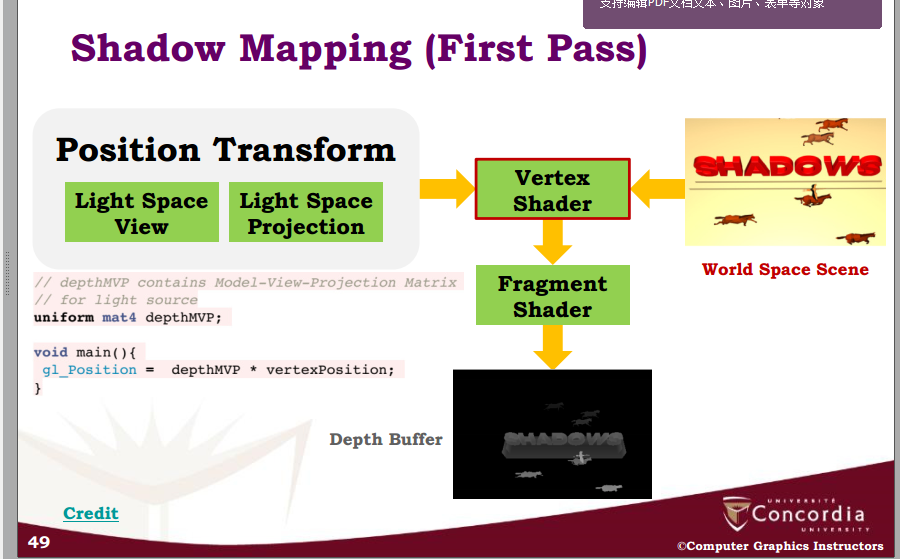 支持编辑PDF文档文本、图片、表单等对象
Shadow Mapping (First Pass)
Position Transform
Light Space
View
Light Space
Projection
Vertex
Shader
SHADOWS
World Space Scene
// depthMVP contains Model-View-Projection Matrix
// for light source
uniform mat4 depthMVP;
void main(){
gl_Position = depthMVP * vertexPosition;
}
Fragment
Shader
SHADOWS
Depth Buffer
Credit
49
UNIVERSITÉ
Concordia
UNIVERSITY
©Computer Graphics Instructors